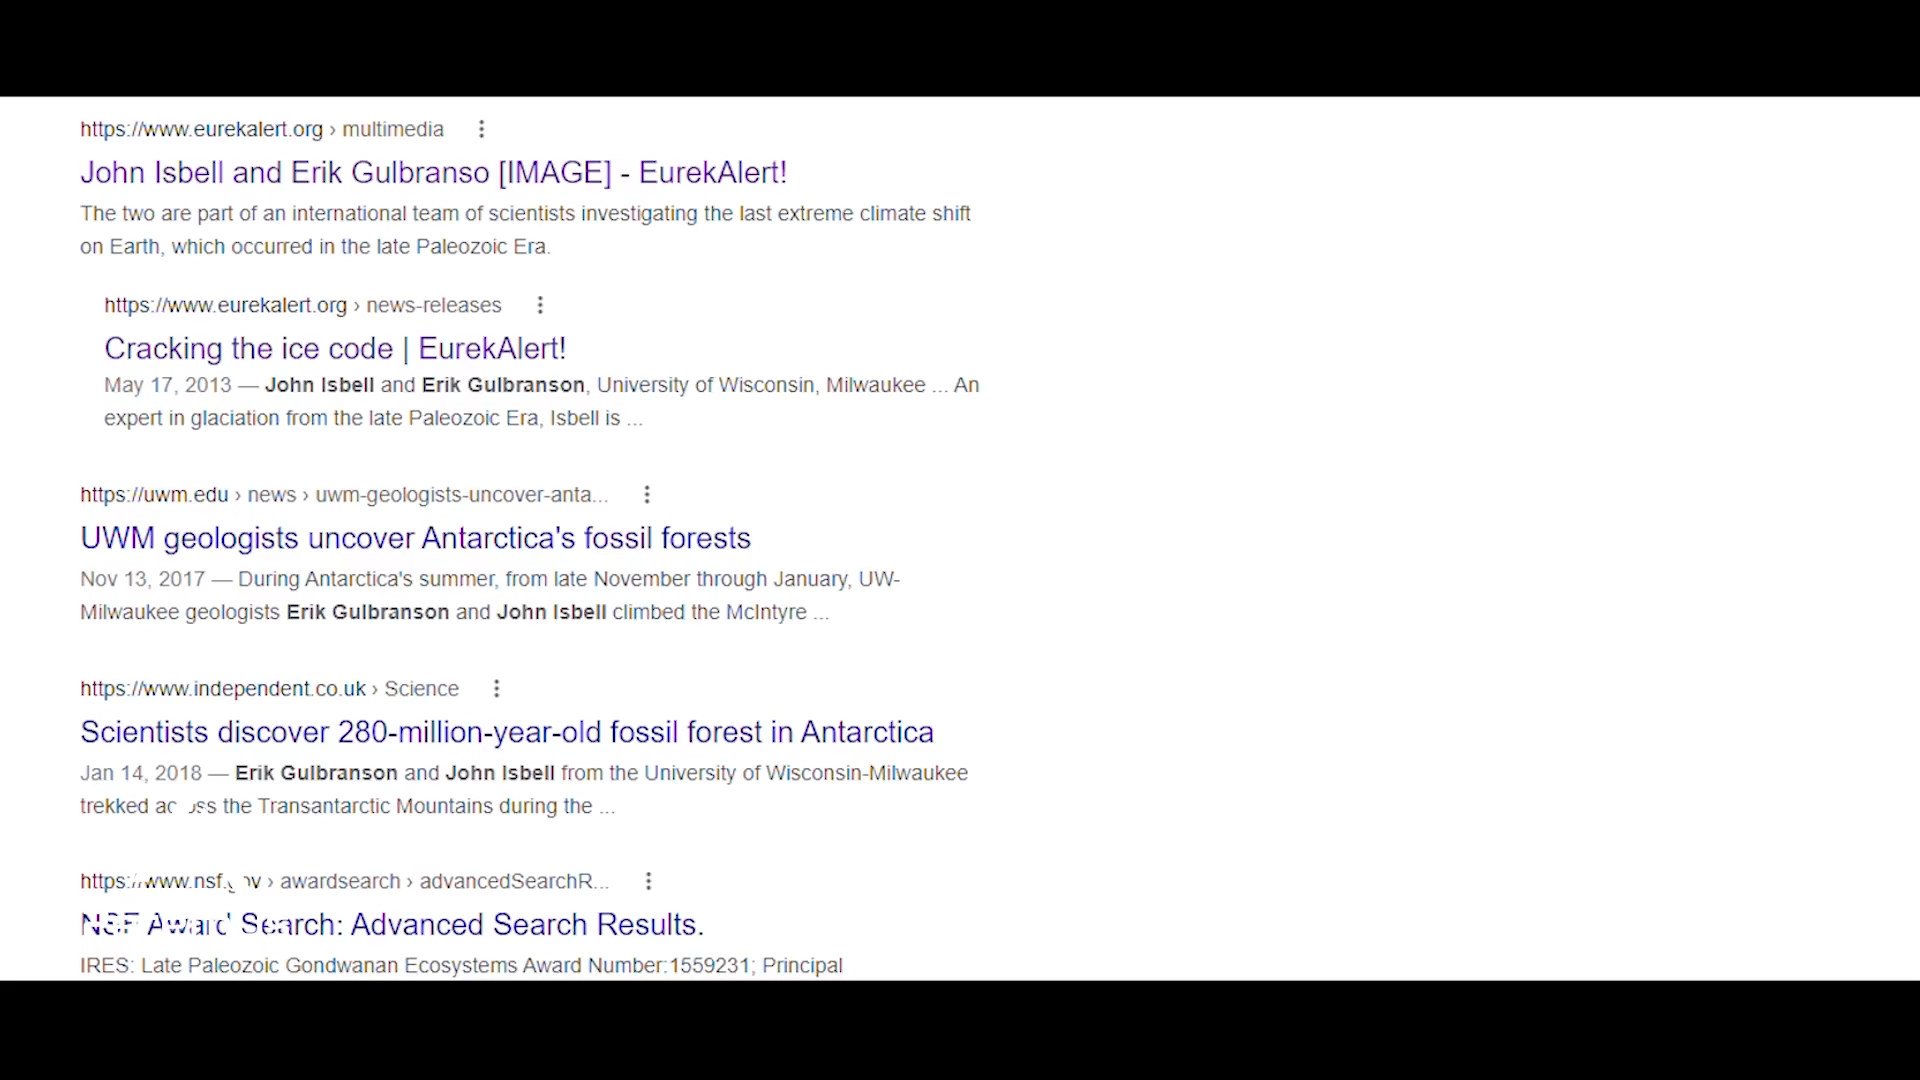 https://www.eurekalert.org › multimedia
John Isbell and Erik Gulbranso [IMAGE] - EurekAlert!
The two are part of an international team of scientists investigating the last extreme climate shift
on Earth, which occurred in the late Paleozoic Era.
https://www.eurekalert.org › news-releases
Cracking the ice code | EurekAlert!
May 17, 2013 — John Isbell and Erik Gulbranson, University of Wisconsin, Milwaukee ... An
expert in glaciation from the late Paleozoic Era, Isbell is ...
https://uwm.edu › news › uwm-geologists-uncover-anta...
UWM geologists uncover Antarctica's fossil forests
Nov 13, 2017 — During Antarctica's summer, from late November through January, UW-
Milwaukee geologists Erik Gulbranson and John Isbell climbed the McIntyre ...
https://www.independent.co.uk › Science
Scientists discover 280-million-year-old fossil forest in Antarctica
Jan 14, 2018 — Erik Gulbranson and John Isbell from the University of Wisconsin-Milwaukee
trekked across the Transantarctic Mountains during the ...
https://www.nsf.gov › awardsearch › advancedSearchR...
NSF Award Search: Advanced Search Results.
IRES: Late Paleozoic Gondwanan Ecosystems Award Number:1559231; Principal